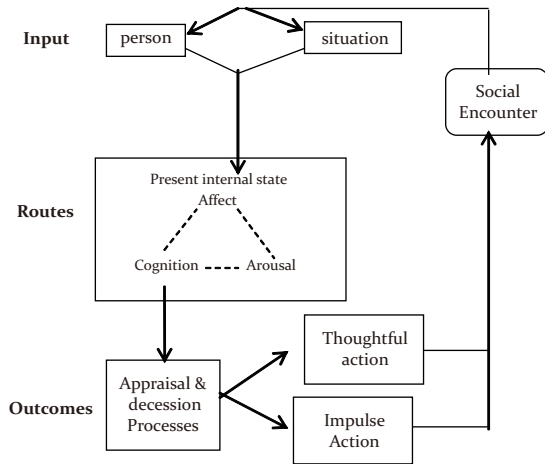 Input
person
situation
Social
Encounter
Routes
Present internal state
Affect
Cognition
Arousal
Thoughtful
action
Outcomes
Appraisal &
decession
Processes
Impulse
Action